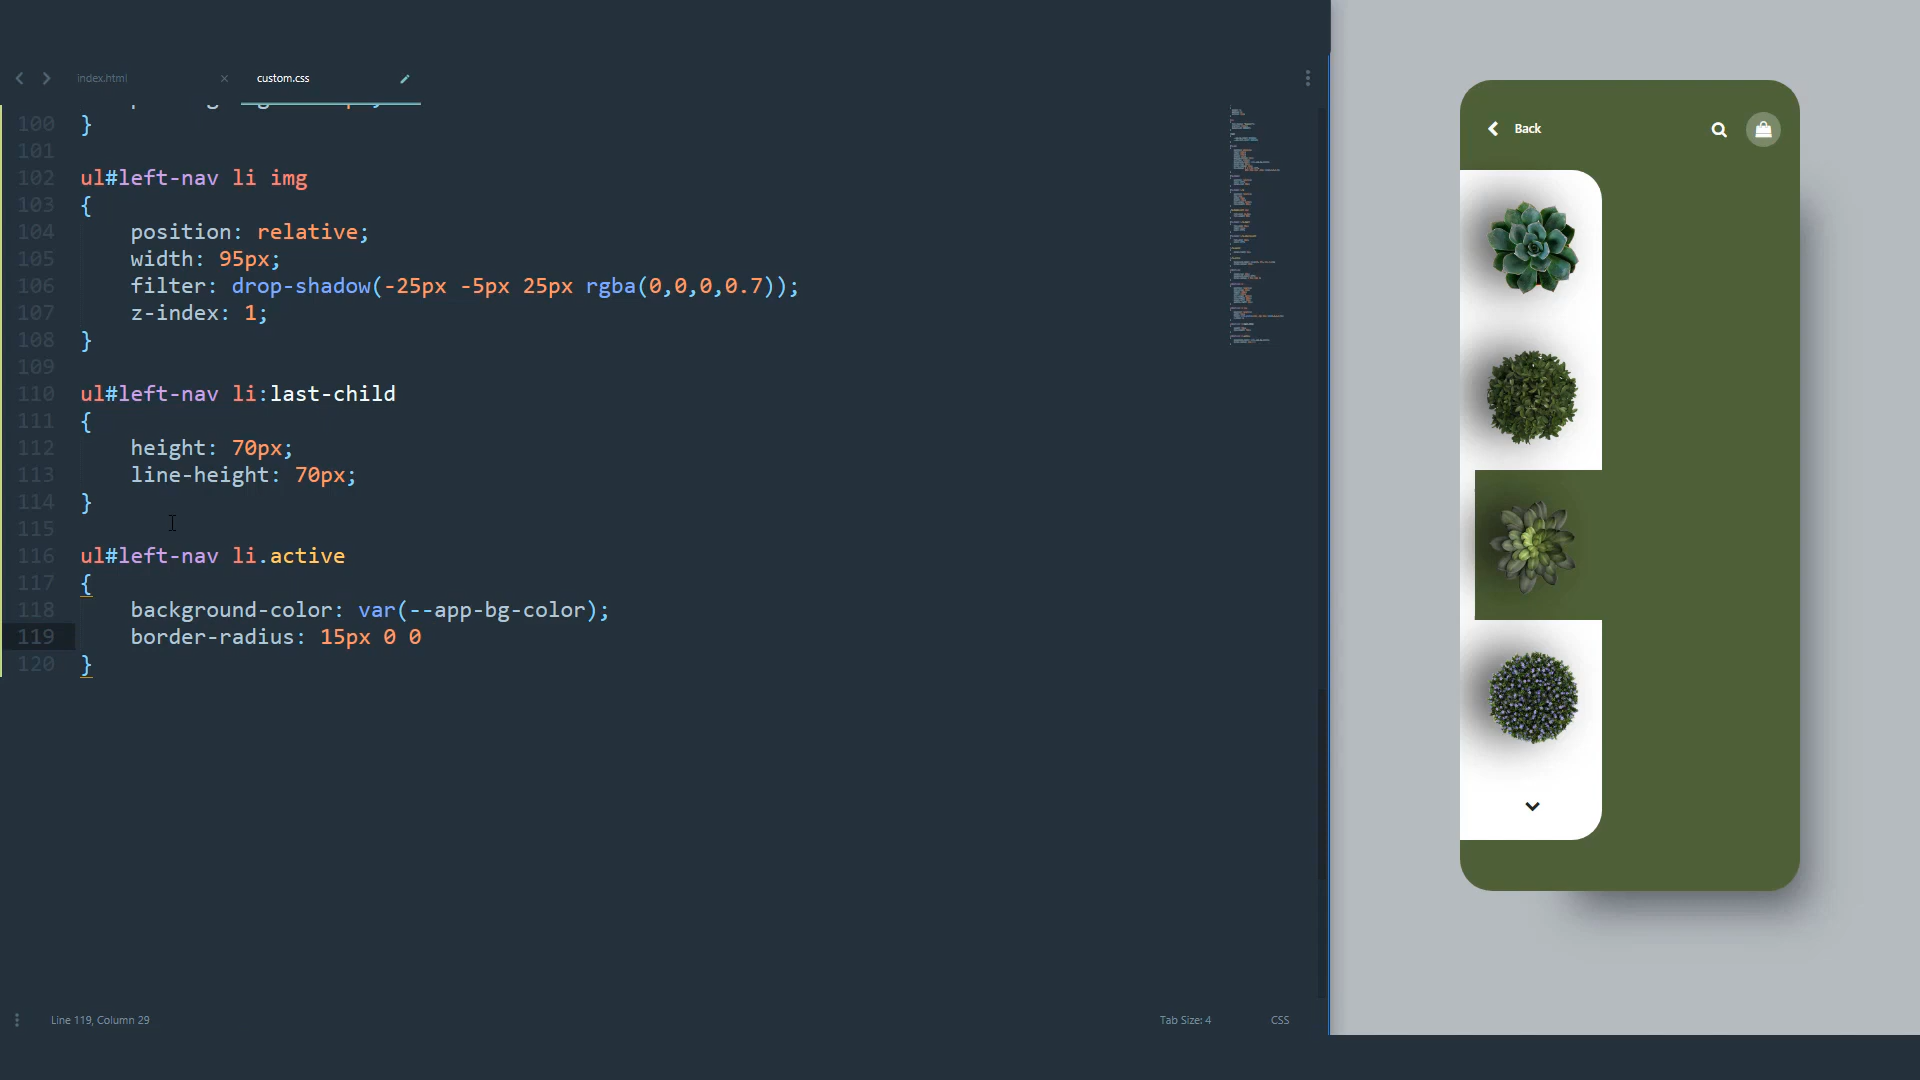 index.html
custom.css
Back
100 }
101
102 ul#left-nav li img
103 {
104 position: relative;
105 width: 95px;
106 filter: drop-shadow(-25px -5px 25px rgba(0,0,0,0.7));
107 z-index: 1;
108 }
109
110 ul#left-nav li:last-child
111 {
112 height: 70px;
113 line-height: 70px;
114 }
115
116 ul#left-nav li.active
117 {
118 background-color: var(--app-bg-color);
119 border-radius: 15px 0 0
120 }
Line 119, Column 29
Tab Size: 4
CSS